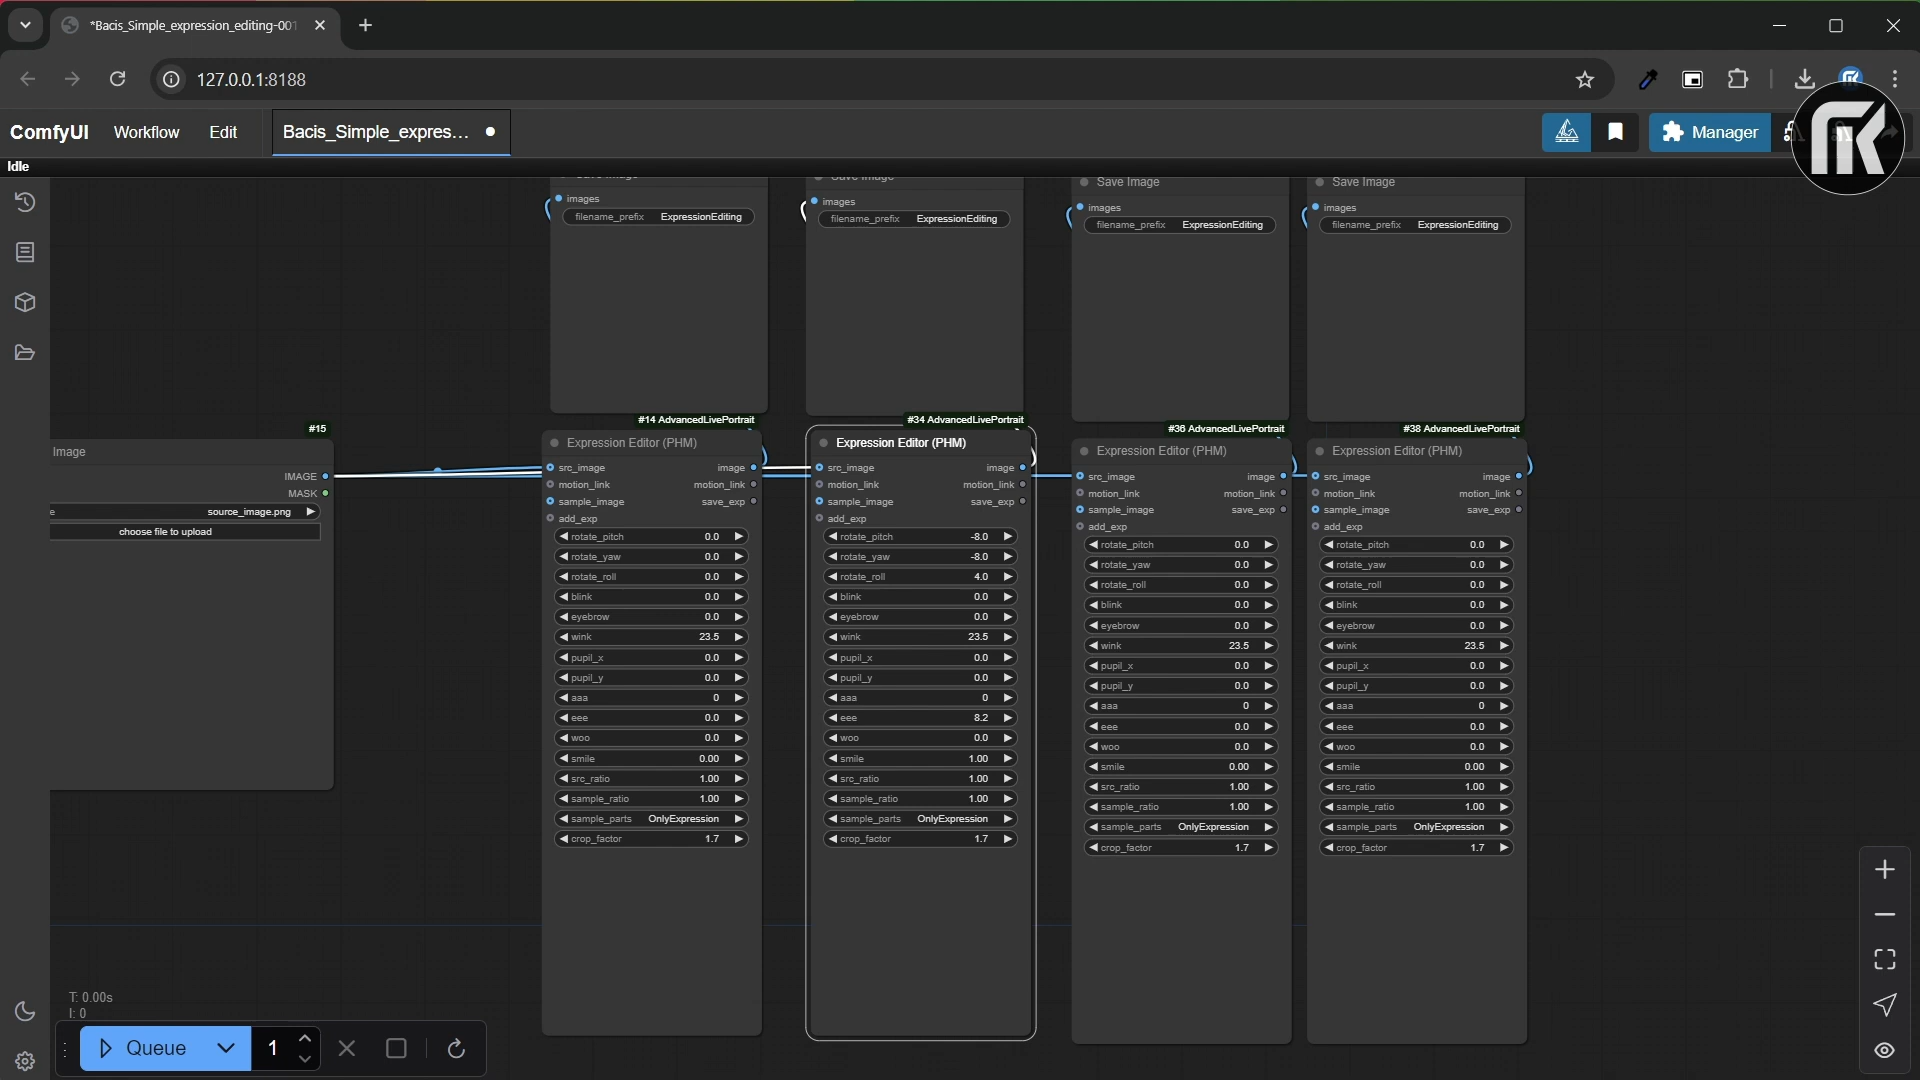 *Bacis_Simple_expression_editing-001
127.0.0.1:8188
ComfyUI
Workflow
Edit
Bacis_Simple_expres...
Manager
Idle
Save Image
images
filename_prefix ExpressionEditing
Save Image
images
filename_prefix ExpressionEditing
Save Image
images
filename_prefix ExpressionEditing
Save Image
images
filename_prefix ExpressionEditing
#15
Image
IMAGE
MASK
e source_image.png
choose file to upload
#14 AdvancedLivePortrait
Expression Editor (PHM)
src_image image
motion_link motion_link
sample_image save_exp
add_exp
rotate_pitch 0.0
rotate_yaw 0.0
rotate_roll 0.0
blink 0.0
eyebrow 0.0
wink 23.5
pupil_x 0.0
pupil_y 0.0
aaa 0
eee 0.0
woo 0.0
smile 0.00
src_ratio 1.00
sample_ratio 1.00
sample_parts OnlyExpression
crop_factor 1.7
#34 AdvancedLivePortrait
Expression Editor (PHM)
src_image image
motion_link motion_link
sample_image save_exp
add_exp
rotate_pitch -8.0
rotate_yaw -8.0
rotate_roll 4.0
blink 0.0
eyebrow 0.0
wink 23.5
pupil_x 0.0
pupil_y 0.0
aaa 0
eee 8.2
woo 0.0
smile 1.00
src_ratio 1.00
sample_ratio 1.00
sample_parts OnlyExpression
crop_factor 1.7
#36 AdvancedLivePortrait
Expression Editor (PHM)
src_image image
motion_link motion_link
sample_image save_exp
add_exp
rotate_pitch 0.0
rotate_yaw 0.0
rotate_roll 0.0
blink 0.0
eyebrow 0.0
wink 23.5
pupil_x 0.0
pupil_y 0.0
aaa 0
eee 0.0
woo 0.0
smile 0.00
src_ratio 1.00
sample_ratio 1.00
sample_parts OnlyExpression
crop_factor 1.7
#38 AdvancedLivePortrait
Expression Editor (PHM)
src_image image
motion_link motion_link
sample_image save_exp
add_exp
rotate_pitch 0.0
rotate_yaw 0.0
rotate_roll 0.0
blink 0.0
eyebrow 0.0
wink 23.5
pupil_x 0.0
pupil_y 0.0
aaa 0
eee 0.0
woo 0.0
smile 0.00
src_ratio 1.00
sample_ratio 1.00
sample_parts OnlyExpression
crop_factor 1.7
T: 0.00s
I: 0
Queue
1